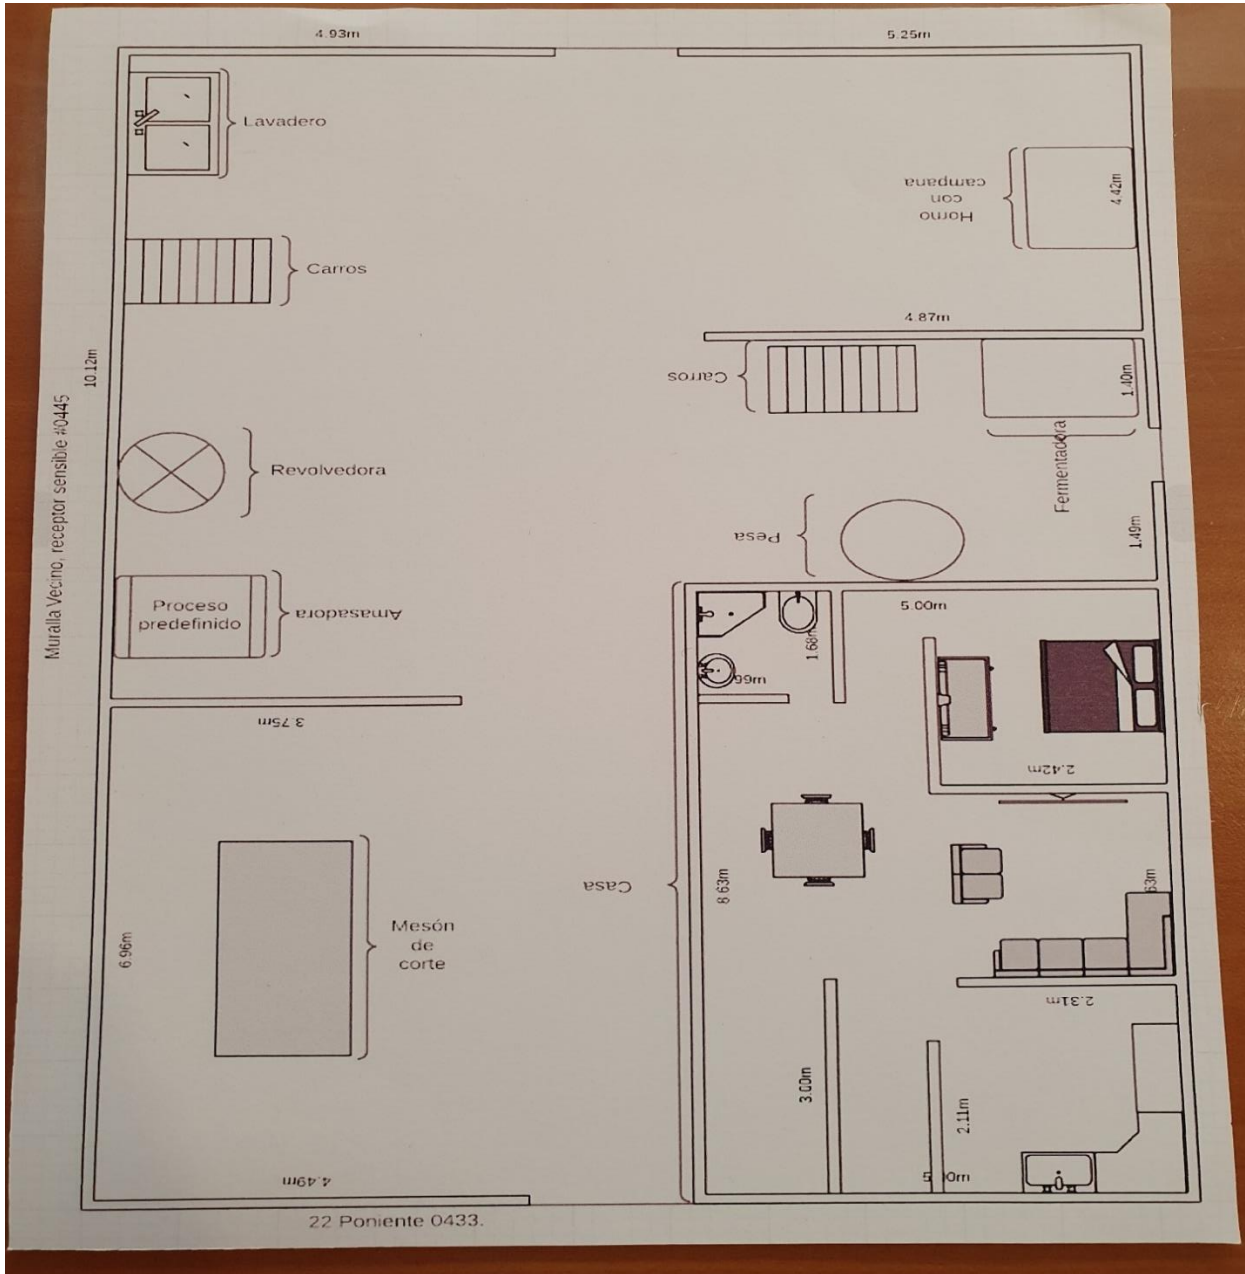 4.93m
5.25m
Lavadero
Horno
con
campana
4.42m
Carros
4.87m
10.12m
Muralla Vecino, receptor sensible #0445
Carros
1.40m
Fermentadora
Revolvedora
Pesa
1.49m
Proceso
predefinido
Amasadora
5.00m
1.68m
3.75m
2.42m
Casa
8.63m
63m
Mesón
de
corte
6.96m
2.31m
3.00m
2.11m
4.49m
22 Poniente 0433.